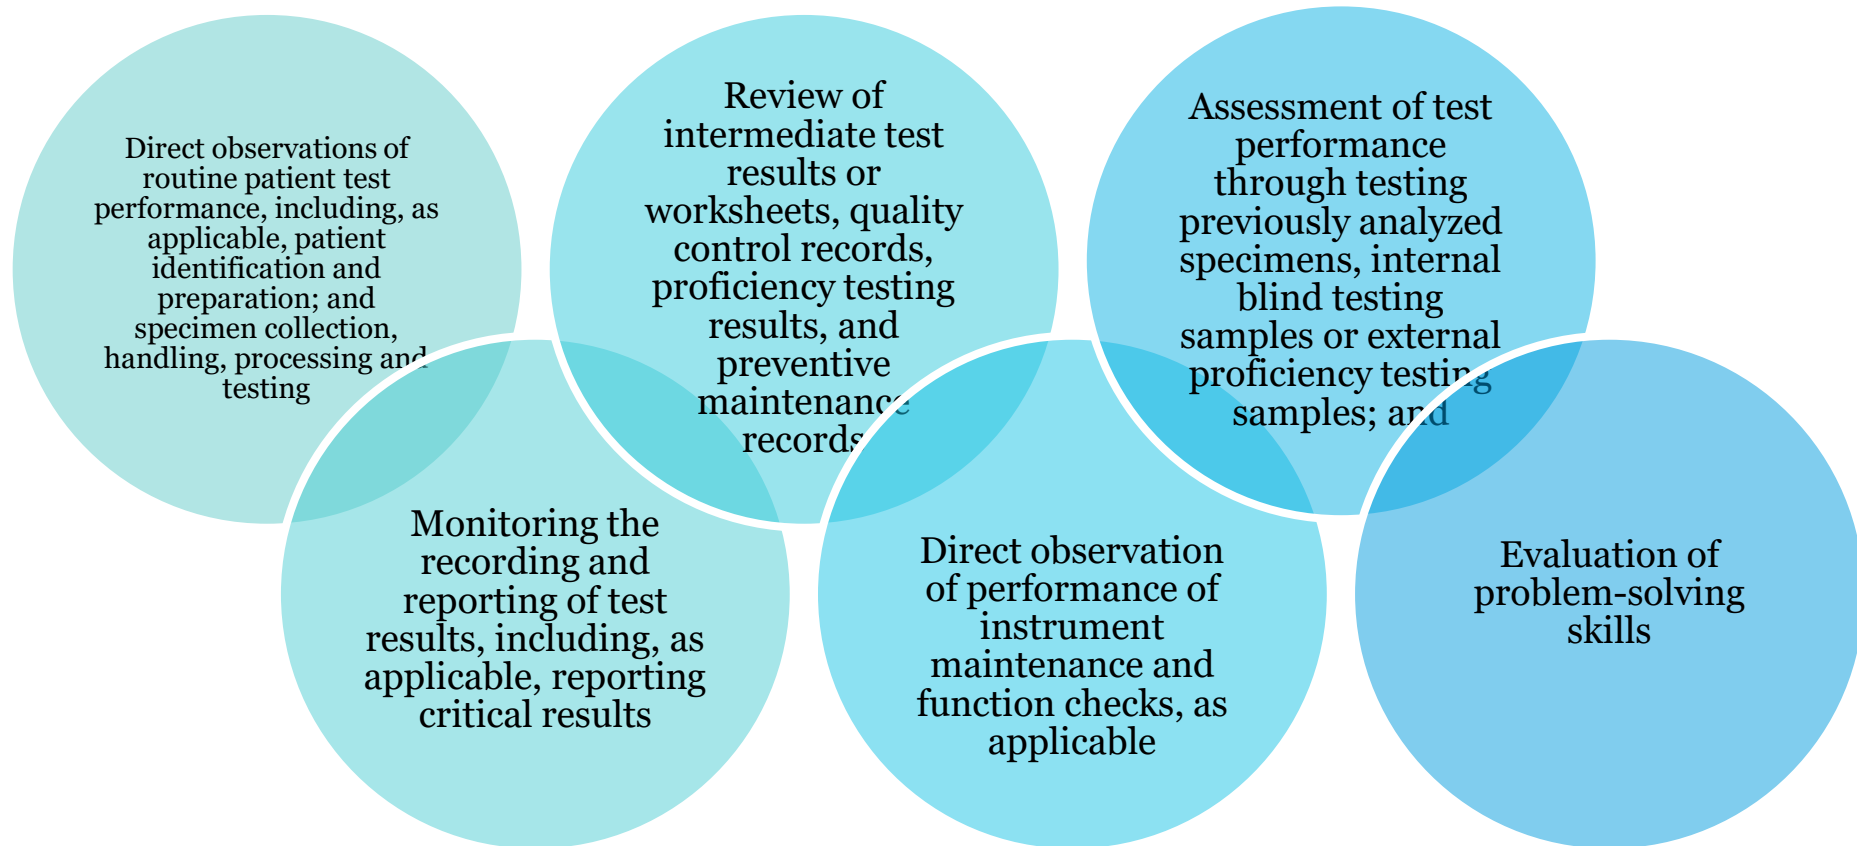 Direct observations of
routine patient test
performance, including, as
applicable, patient
identification and
preparation; and
specimen collection,
handling, processing and
testing
Monitoring the
recording and
reporting of test
results, including, as
applicable, reporting
critical results
Review of
intermediate test
results or
worksheets, quality
control records,
proficiency testing
results, and
preventive
maintenance
records
Direct observation
of performance of
instrument
maintenance and
function checks, as
applicable
Assessment of test
performance
through testing
previously analyzed
specimens, internal
blind testing
samples or external
proficiency testing
samples; and
Evaluation of
problem-solving
skills